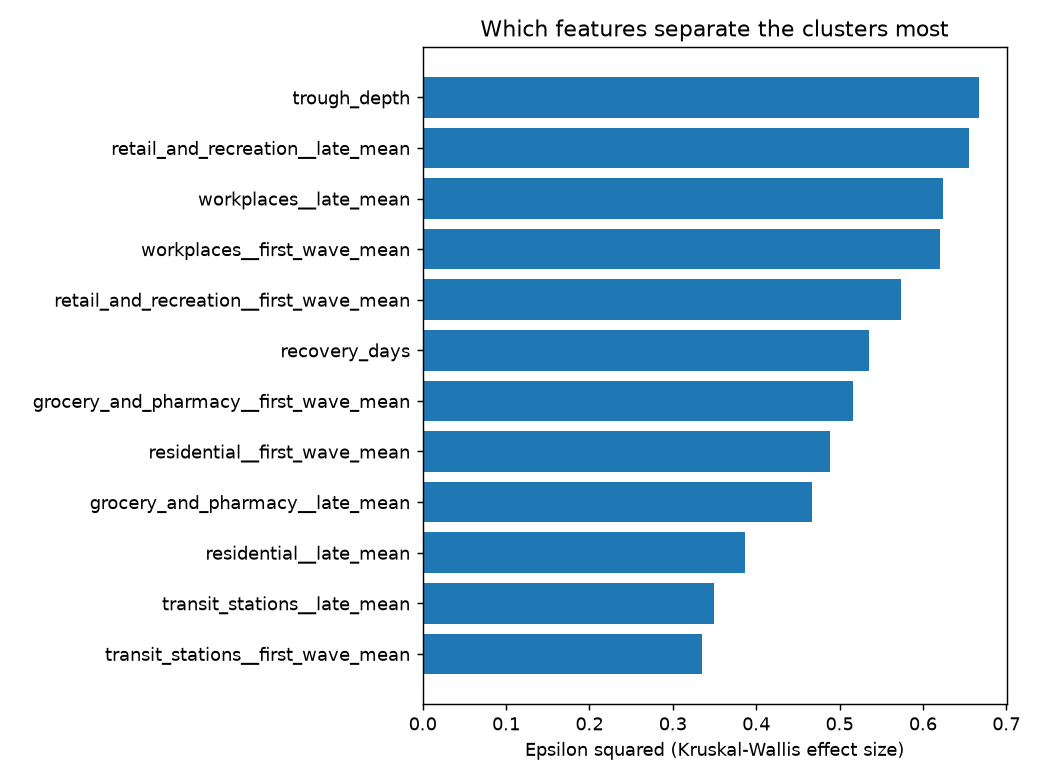 Which features separate the clusters most
trough_depth
retail_and_recreation__late_mean
workplaces__late_mean
workplaces__first_wave_mean
retail_and_recreation__first_wave_mean
recovery_days
grocery_and_pharmacy__first_wave_mean
residential__first_wave_mean
grocery_and_pharmacy__late_mean
residential__late_mean
transit_stations__late_mean
transit_stations__first_wave_mean
0.0 0.1 0.2 0.3 0.4 0.5 0.6 0.7
Epsilon squared (Kruskal-Wallis effect size)